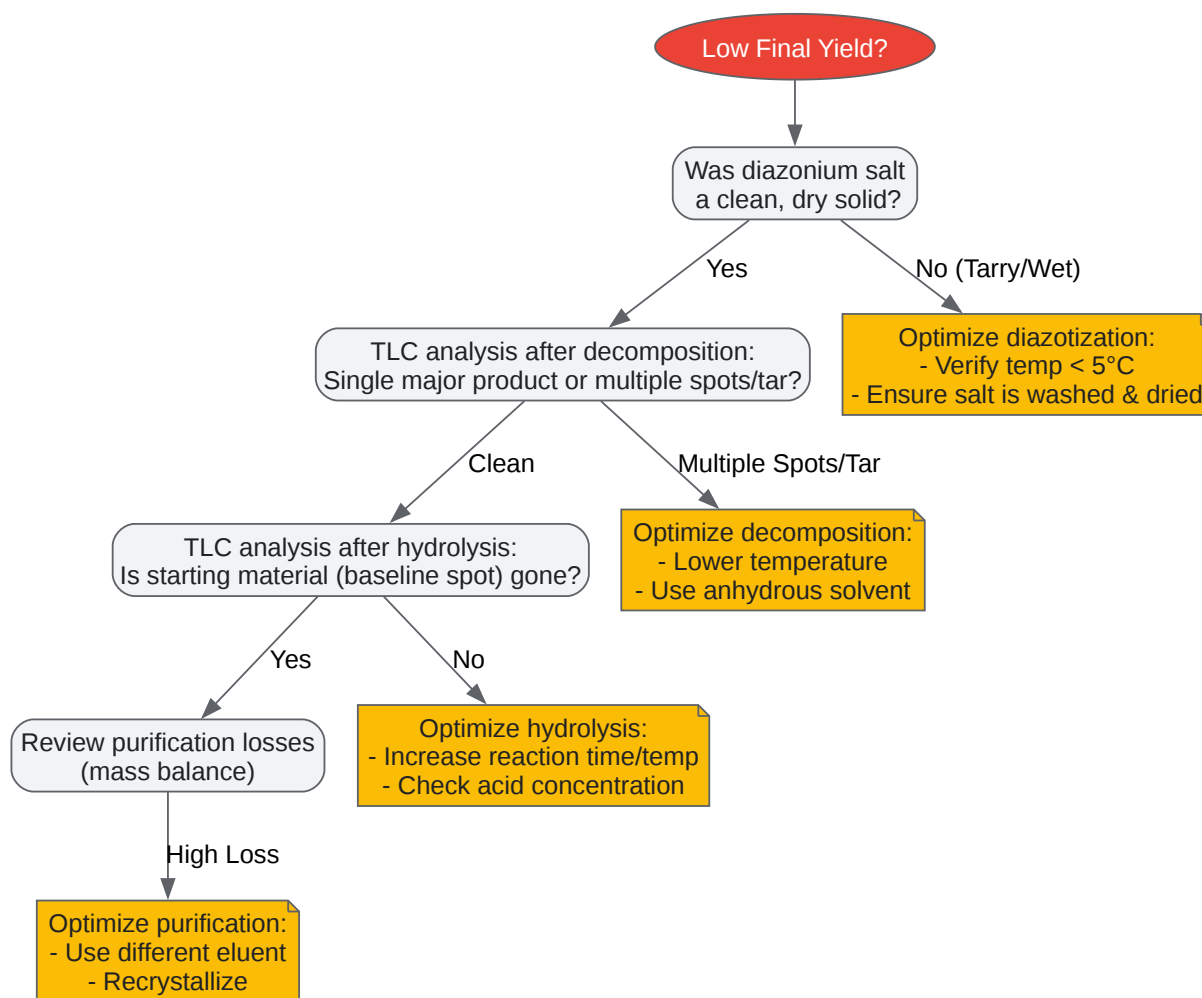 Low Final Yield?
Was diazonium salt
a clean, dry solid?
Yes
No (Tarry/Wet)
TLC analysis after decomposition:
Single major product or multiple spots/tar?
Optimize diazotization:
- Verify temp < 5°C
- Ensure salt is washed & dried
Clean
Multiple Spots/Tar
TLC analysis after hydrolysis:
Is starting material (baseline spot) gone?
Optimize decomposition:
- Lower temperature
- Use anhydrous solvent
Yes
No
Review purification losses
(mass balance)
Optimize hydrolysis:
- Increase reaction time/temp
- Check acid concentration
High Loss
Optimize purification:
- Use different eluent
- Recrystallize